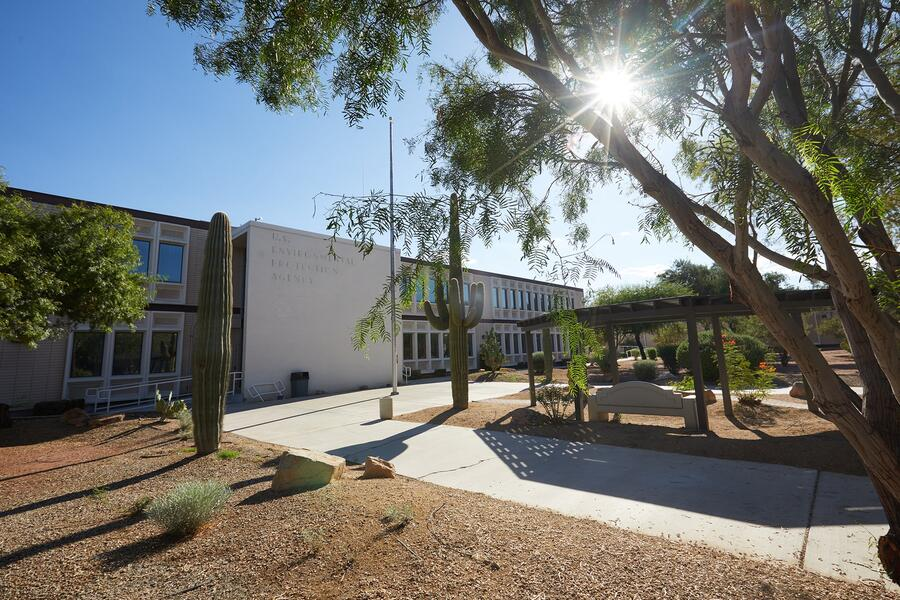 U.S.
ENVIRONMENTAL
PROTECTION
AGENCY